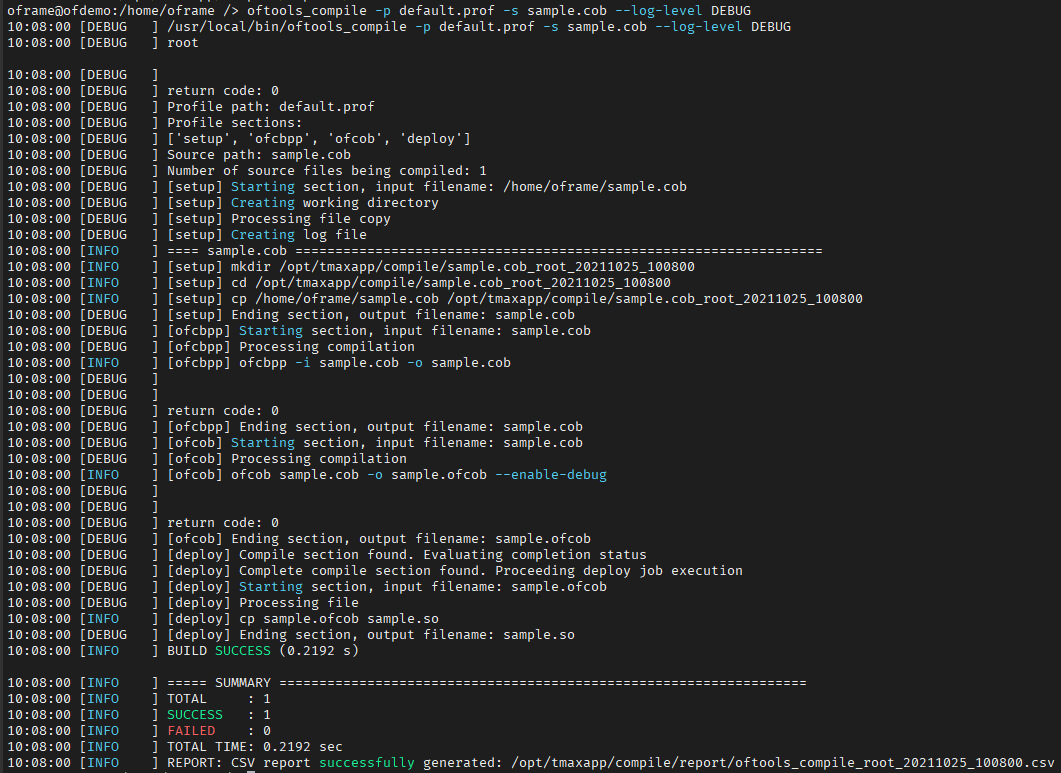 oframe@ofdemo:/home/oframe /> oftools_compile -p default.prof -s sample.cob --log-level DEBUG
10:08:00 [DEBUG   ] /usr/local/bin/oftools_compile -p default.prof -s sample.cob --log-level DEBUG
10:08:00 [DEBUG   ] root
10:08:00 [DEBUG   ]
10:08:00 [DEBUG   ] return code: 0
10:08:00 [DEBUG   ] Profile path: default.prof
10:08:00 [DEBUG   ] Profile sections:
10:08:00 [DEBUG   ] ['setup', 'ofcbpp', 'ofcob', 'deploy']
10:08:00 [DEBUG   ] Source path: sample.cob
10:08:00 [DEBUG   ] Number of source files being compiled: 1
10:08:00 [DEBUG   ] [setup] Starting section, input filename: /home/oframe/sample.cob
10:08:00 [DEBUG   ] [setup] Creating working directory
10:08:00 [DEBUG   ] [setup] Processing file copy
10:08:00 [DEBUG   ] [setup] Creating log file
10:08:00 [INFO    ] ==== sample.cob ==================================================================
10:08:00 [INFO    ] [setup] mkdir /opt/tmaxapp/compile/sample.cob_root_20211025_100800
10:08:00 [INFO    ] [setup] cd /opt/tmaxapp/compile/sample.cob_root_20211025_100800
10:08:00 [INFO    ] [setup] cp /home/oframe/sample.cob /opt/tmaxapp/compile/sample.cob_root_20211025_100800
10:08:00 [DEBUG   ] [setup] Ending section, output filename: sample.cob
10:08:00 [DEBUG   ] [ofcbpp] Starting section, input filename: sample.cob
10:08:00 [DEBUG   ] [ofcbpp] Processing compilation
10:08:00 [INFO    ] [ofcbpp] ofcbpp -i sample.cob -o sample.cob
10:08:00 [DEBUG   ]
10:08:00 [DEBUG   ]
10:08:00 [DEBUG   ] return code: 0
10:08:00 [DEBUG   ] [ofcbpp] Ending section, output filename: sample.cob
10:08:00 [DEBUG   ] [ofcob] Starting section, input filename: sample.cob
10:08:00 [DEBUG   ] [ofcob] Processing compilation
10:08:00 [INFO    ] [ofcob] ofcob sample.cob -o sample.ofcob --enable-debug
10:08:00 [DEBUG   ]
10:08:00 [DEBUG   ]
10:08:00 [DEBUG   ] return code: 0
10:08:00 [DEBUG   ] [ofcob] Ending section, output filename: sample.ofcob
10:08:00 [DEBUG   ] [deploy] Compile section found. Evaluating completion status
10:08:00 [DEBUG   ] [deploy] Complete compile section found. Proceeding deploy job execution
10:08:00 [DEBUG   ] [deploy] Starting section, input filename: sample.ofcob
10:08:00 [DEBUG   ] [deploy] Processing file
10:08:00 [INFO    ] [deploy] cp sample.ofcob sample.so
10:08:00 [DEBUG   ] [deploy] Ending section, output filename: sample.so
10:08:00 [INFO    ] BUILD SUCCESS (0.2192 s)
10:08:00 [INFO    ] ===== SUMMARY ==================================================================
10:08:00 [INFO    ] TOTAL     : 1
10:08:00 [INFO    ] SUCCESS   : 1
10:08:00 [INFO    ] FAILED    : 0
10:08:00 [INFO    ] TOTAL TIME: 0.2192 sec
10:08:00 [INFO    ] REPORT: CSV report successfully generated: /opt/tmaxapp/compile/report/oftools_compile_root_20211025_100800.csv